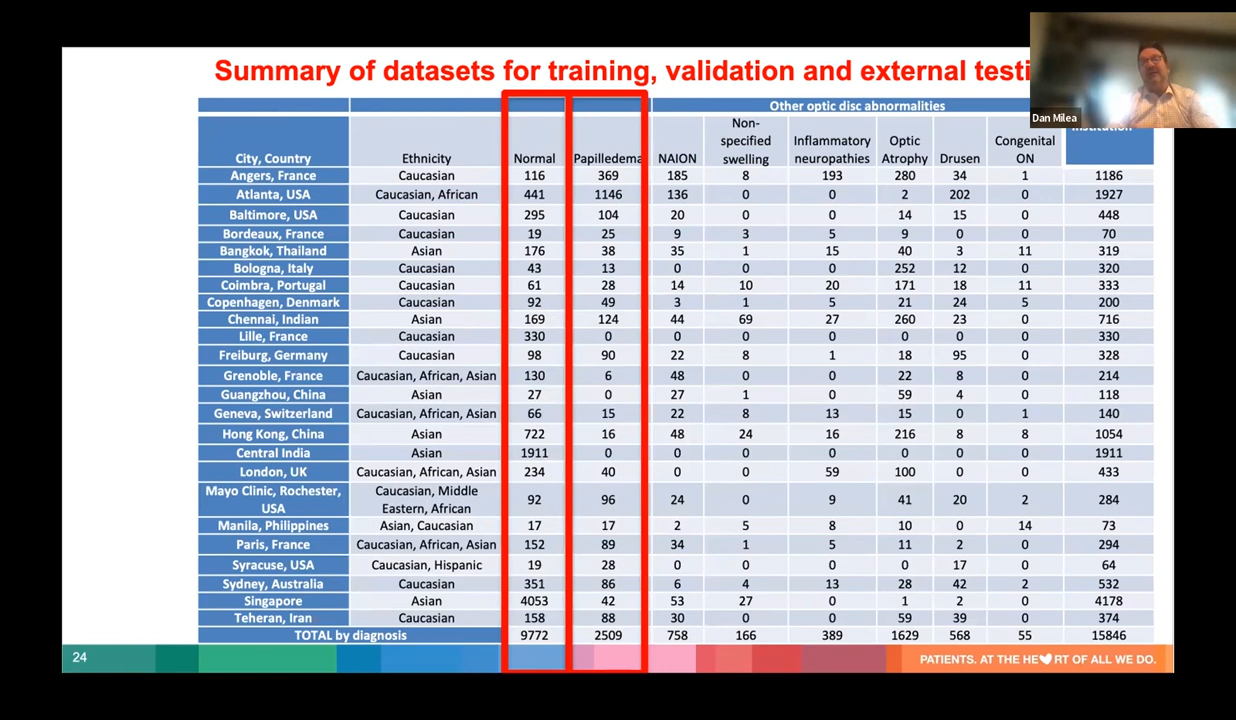 Summary of datasets for training, validation and external testi
Dan Milea
Other optic disc abnormalities
City, Country Ethnicity Normal Papilledema NAION Non-specified swelling Inflammatory neuropathies Optic Atrophy Drusen Congenital ON
Angers, France Caucasian 116 369 185 8 193 280 34 1 1186
Atlanta, USA Caucasian, African 441 1146 136 0 0 2 202 0 1927
Baltimore, USA Caucasian 295 104 20 0 0 14 15 0 448
Bordeaux, France Caucasian 19 25 9 3 5 9 0 0 70
Bangkok, Thailand Asian 176 38 35 1 15 40 3 11 319
Bologna, Italy Caucasian 43 13 0 0 0 252 12 0 320
Coimbra, Portugal Caucasian 61 28 14 10 20 171 18 11 333
Copenhagen, Denmark Caucasian 92 49 3 1 5 21 24 5 200
Chennai, Indian Asian 169 124 44 69 27 260 23 0 716
Lille, France Caucasian 330 0 0 0 0 0 0 0 330
Freiburg, Germany Caucasian 98 90 22 8 1 18 95 0 328
Grenoble, France Caucasian, African, Asian 130 6 48 0 0 22 8 0 214
Guangzhou, China Asian 27 0 27 1 0 59 4 0 118
Geneva, Switzerland Caucasian, African, Asian 66 15 22 8 13 15 0 1 140
Hong Kong, China Asian 722 16 48 24 16 216 8 8 1054
Central India Asian 1911 0 0 0 0 0 0 0 1911
London, UK Caucasian, African, Asian 234 40 0 0 59 100 0 0 433
Mayo Clinic, Rochester, USA Caucasian, Middle Eastern, African 92 96 24 0 9 41 20 2 284
Manila, Philippines Asian, Caucasian 17 17 2 5 8 10 0 14 73
Paris, France Caucasian, African, Asian 152 89 34 1 5 11 2 0 294
Syracuse, USA Caucasian, Hispanic 19 28 0 0 0 0 17 0 64
Sydney, Australia Caucasian 351 86 6 4 13 28 42 2 532
Singapore Asian 4053 42 53 27 0 1 2 0 4178
Teheran, Iran Caucasian 158 88 30 0 0 59 39 0 374
TOTAL by diagnosis 9772 2509 758 166 389 1629 568 55 15846
24
PATIENTS. AT THE HE RT OF ALL WE DO.